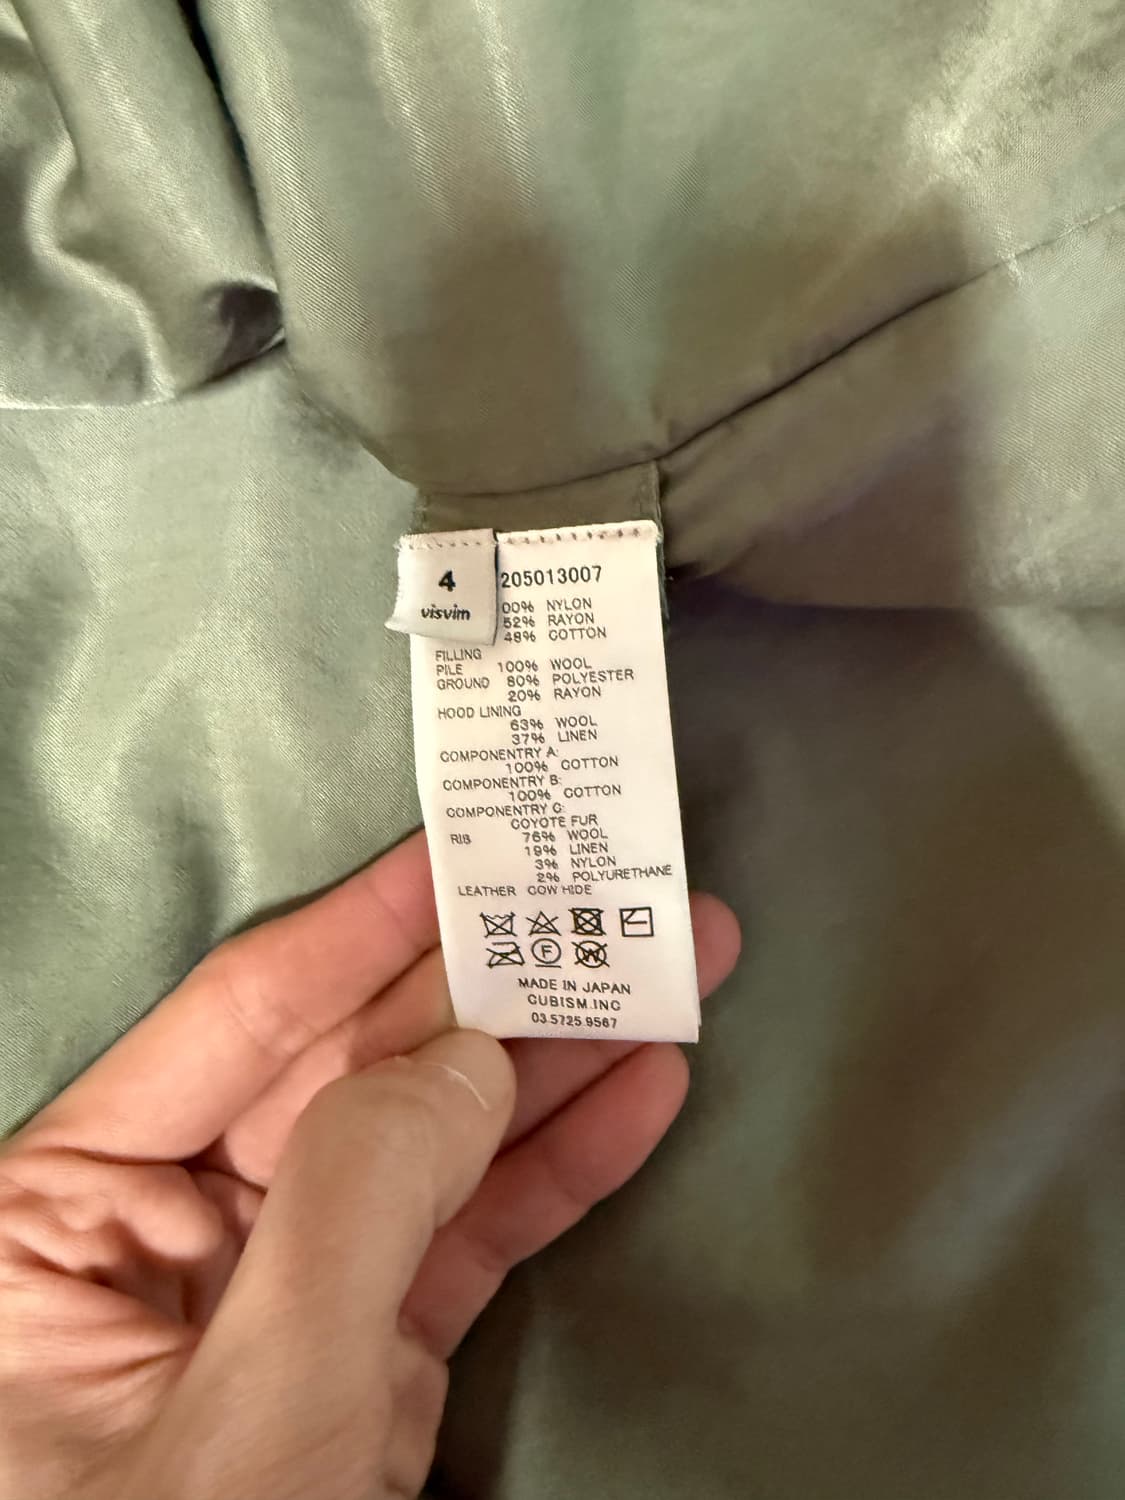 4
visvim
205013007
00% NYLON
52% RAYON
48% COTTON
FILLING
PILE 100% WOOL
GROUND 80% POLYESTER
20% RAYON
HOOD LINING
63% WOOL
37% LINEN
COMPONENTRY A:
100% COTTON
COMPONENTRY B:
100% COTTON
COMPONENTRY C:
COYOTE FUR
RIB 76% WOOL
19% LINEN
3% NYLON
2% POLYURETHANE
LEATHER COW HIDE
F
W
MADE IN JAPAN
CUBISM.INC
03.5725.9567